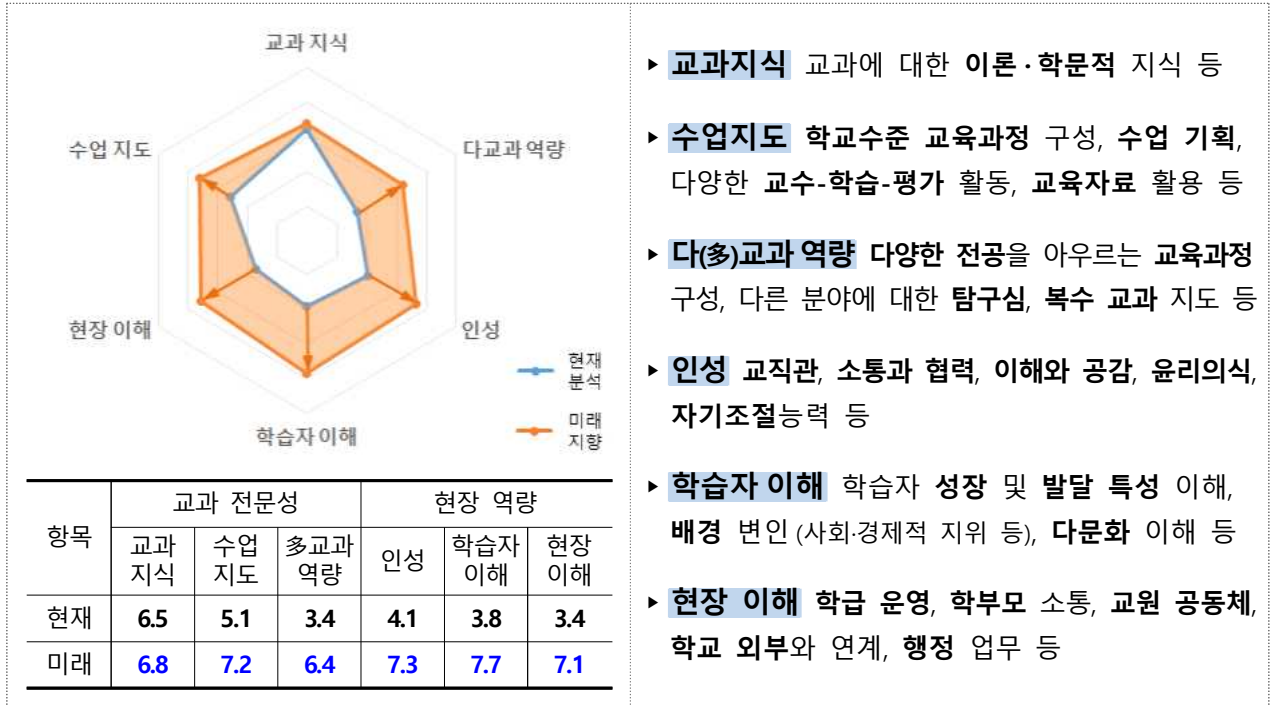 교과 지식
수업 지도
다교과 역량
현장 이해
인성
학습자 이해
현재
분석
미래
지향
항목 교과 전문성 현장 역량
교과 지식 수업 지도 多교과 역량 인성 학습자 이해 현장 이해
현재 6.5 5.1 3.4 4.1 3.8 3.4
미래 6.8 7.2 6.4 7.3 7.7 7.1
▸ 교과지식 교과에 대한 이론·학문적 지식 등
▸ 수업지도 학교수준 교육과정 구성, 수업 기획,
다양한 교수-학습-평가 활동, 교육자료 활용 등
▸ 다(多)교과 역량 다양한 전공을 아우르는 교육과정
구성, 다른 분야에 대한 탐구심, 복수 교과 지도 등
▸ 인성 교직관, 소통과 협력, 이해와 공감, 윤리의식,
자기조절능력 등
▸ 학습자 이해 학습자 성장 및 발달 특성 이해,
배경 변인 (사회·경제적 지위 등), 다문화 이해 등
▸ 현장 이해 학급 운영, 학부모 소통, 교원 공동체,
학교 외부와 연계, 행정 업무 등